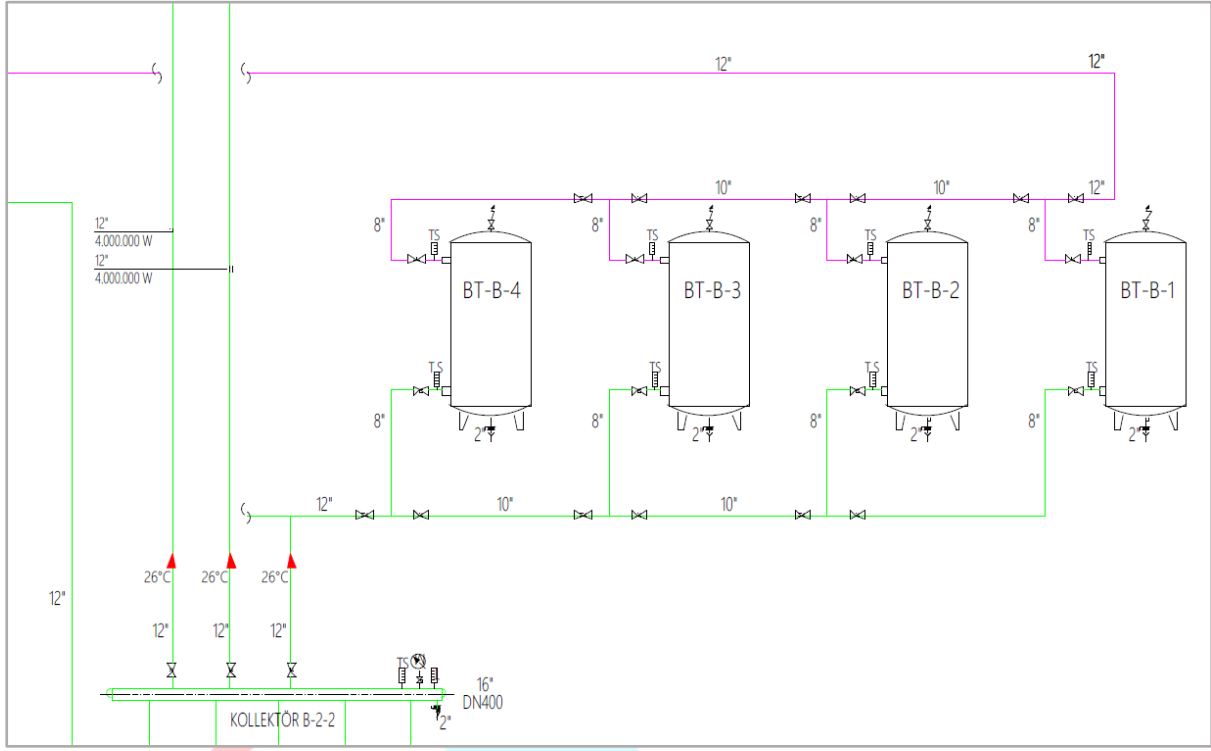 12"
12"
10"
10"
12"
8"
8"
8"
8"
12"
4.000.000 W
12"
4.000.000 W
TS
TS
TS
TS
BT-B-4
BT-B-3
BT-B-2
BT-B-1
T.S
TS
TS
TS
8"
8"
8"
8"
2"
2"
2"
2"
12"
10"
10"
26°C
26°C
26°C
12"
12"
12"
12"
TS
16"
DN400
KOLLEKTÖR B-2-2
2"